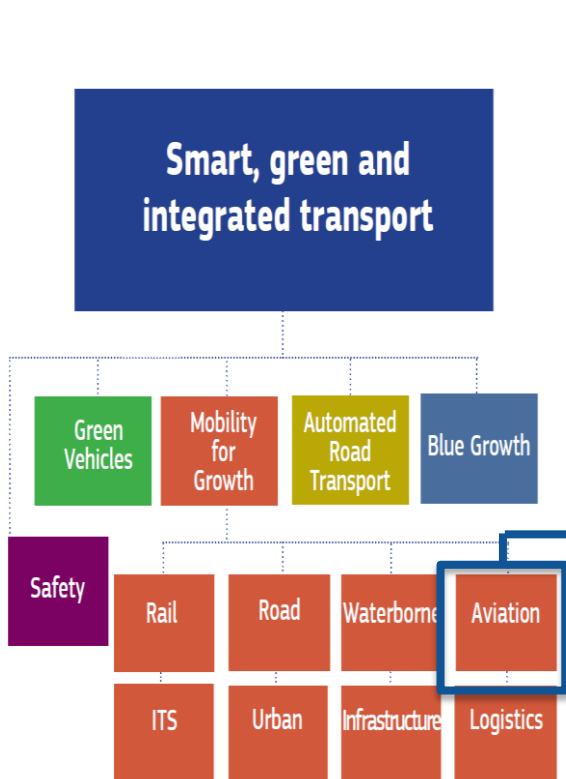 Smart, green and
integrated transport
Green
Vehicles
Mobility
for
Growth
Automated
Road
Transport
Blue Growth
Safety
Rail
Road
Waterborne
Aviation
ITS
Urban
Infrastructure
Logistics